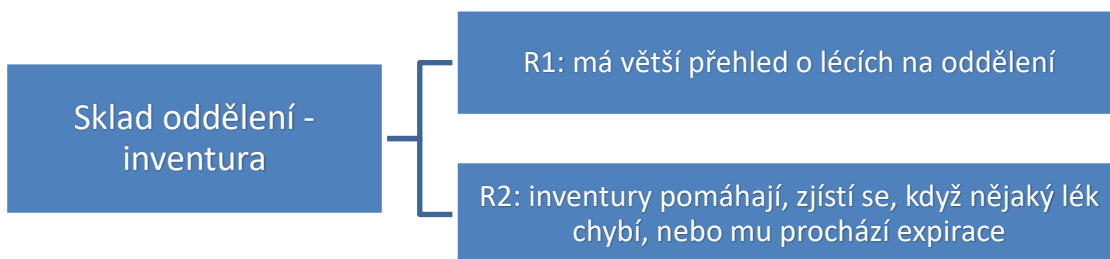 Sklad oddělení -
inventura
R1: má větší přehled o lécích na oddělení
R2: inventury pomáhají, zjístí se, když nějaký lék
chybí, nebo mu prochází expirace